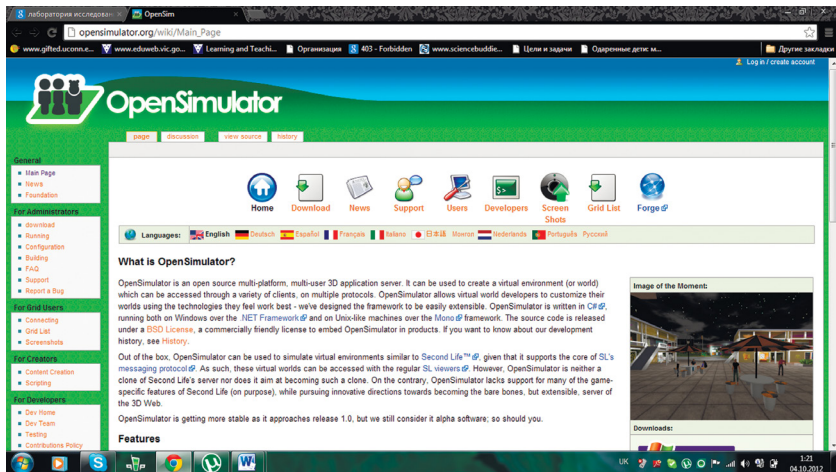 лаборатория исследован
OpenSim
opensimulator.org/wiki/Main_Page
www.gifted.uconn.e...
www.eduweb.vic.go...
Learning and Teachi...
Организация
403 - Forbidden
www.sciencebuddie...
Цели и задачи
Одаренные детис м...
Другие закладки
Log in / create account
OpenSimulator
page
discussion
view source
history
General
Main Page
News
Foundation
For Administrators
download
Running
Configuration
Building
FAQ
Support
Report a Bug
For Grid Users
Connecting
Grid List
Screenshots
For Creators
Content Creation
Scripting
For Developers
Dev Home
Dev Team
Testing
Contributions Policy
Home
Download
News
Support
Users
Developers
Screen
Shots
Grid List
Forge
Languages:
English
Deutsch
Español
Français
Italiano
日本語
Nederlands
Português
Русский
What is OpenSimulator?
OpenSimulator is an open source multi-platform, multi-user 3D application server. It can be used to create a virtual environment (or world)
which can be accessed through a variety of clients, on multiple protocols. OpenSimulator allows virtual world developers to customize their
worlds using the technologies they feel work best - we've designed the framework to be easily extensible. OpenSimulator is written in C#,
running both on Windows over the .NET Framework and on Unix-like machines over the Mono framework. The source code is released
under a BSD License, a commercially friendly license to embed OpenSimulator in products. If you want to know about our development
history, see History.
Out of the box, OpenSimulator can be used to simulate virtual environments similar to Second Life™, given that it supports the core of SL's
messaging protocol. As such, these virtual worlds can be accessed with the regular SL viewers. However, OpenSimulator is neither a
clone of Second Life's server nor does it aim at becoming such a clone. On the contrary, OpenSimulator lacks support for many of the game-
specific features of Second Life (on purpose), while pursuing innovative directions towards becoming the bare bones, but extensible, server of
the 3D Web.
OpenSimulator is getting more stable as it approaches release 1.0, but we still consider it alpha software; so should you.
Features
Image of the Moment:
Downloads:
UK
1:21
04.10.2012